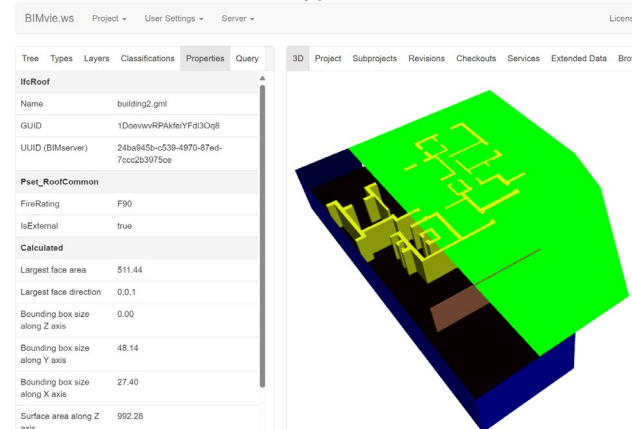 BIMvie.ws Project User Settings Server Licens
Tree Types Layers Classifications Properties Query
3D Project Subprojects Revisions Checkouts Services Extended Data Bro
IfcRoof
Name building2.gml
GUID 1DoevwvRPAkfeiYFdl3Oq8
UUID (BIMserver) 24ba945b-c539-4970-87ed-
7ccc2b3975ce
Pset_RoofCommon
FireRating F90
IsExternal true
Calculated
Largest face area 511.44
Largest face direction 0,0,1
Bounding box size 0.00
along Z axis
Bounding box size 48.14
along Y axis
Bounding box size 27.40
along X axis
Surface area along Z 992.28
axis